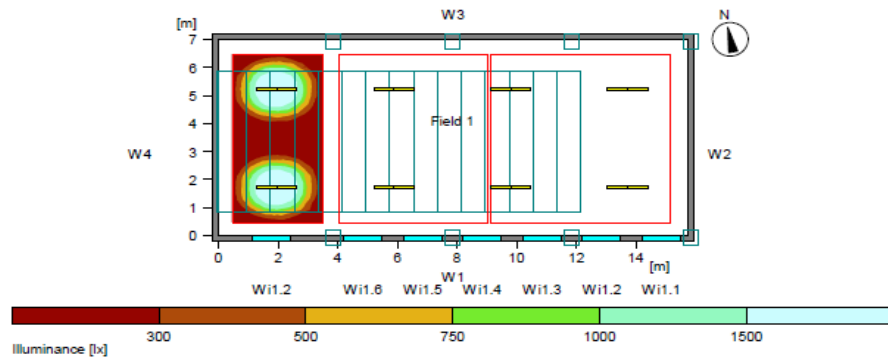 W3
[m]
N
7
6
5
4
3
2
1
0
Field 1
W4
W2
0 2 4 6 8 10 12 14 [m]
W1
Wi1.2 Wi1.6 Wi1.5 Wi1.4 Wi1.3 Wi1.2 Wi1.1
300 500 750 1000 1500
Illuminance [lx]